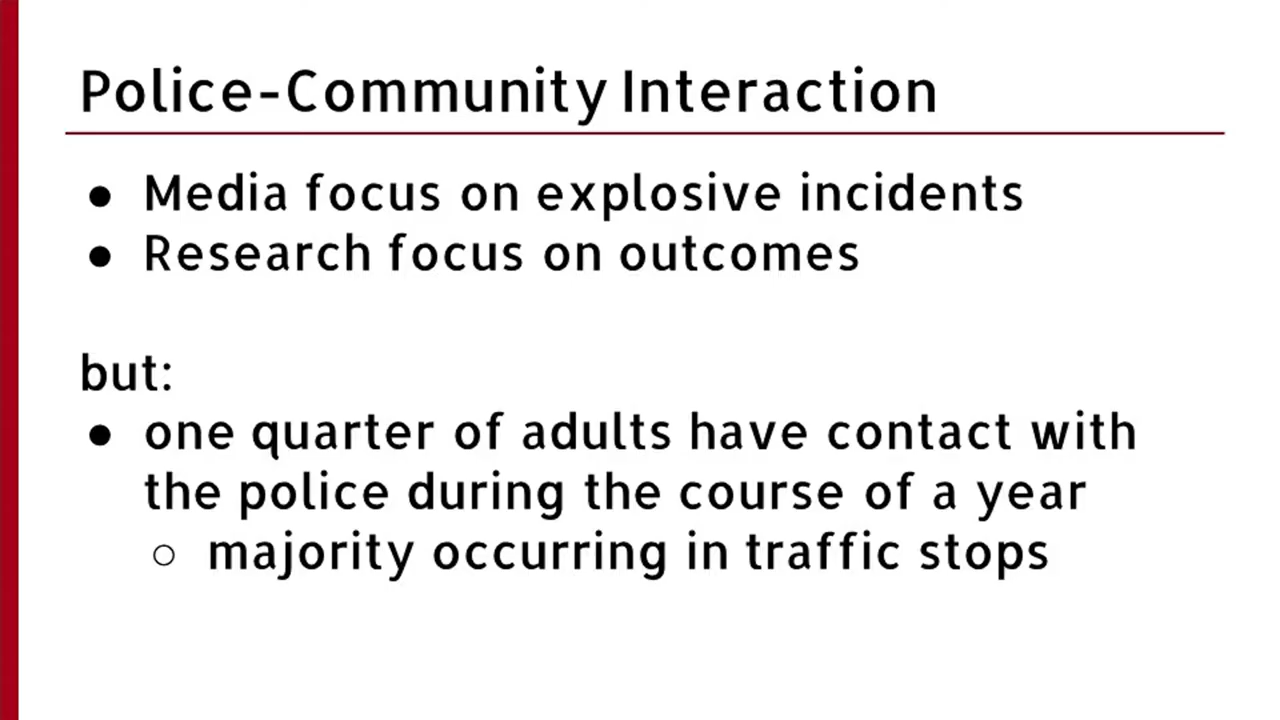 Police-Community Interaction
● Media focus on explosive incidents
● Research focus on outcomes
but:
● one quarter of adults have contact with
the police during the course of a year
○ majority occurring in traffic stops